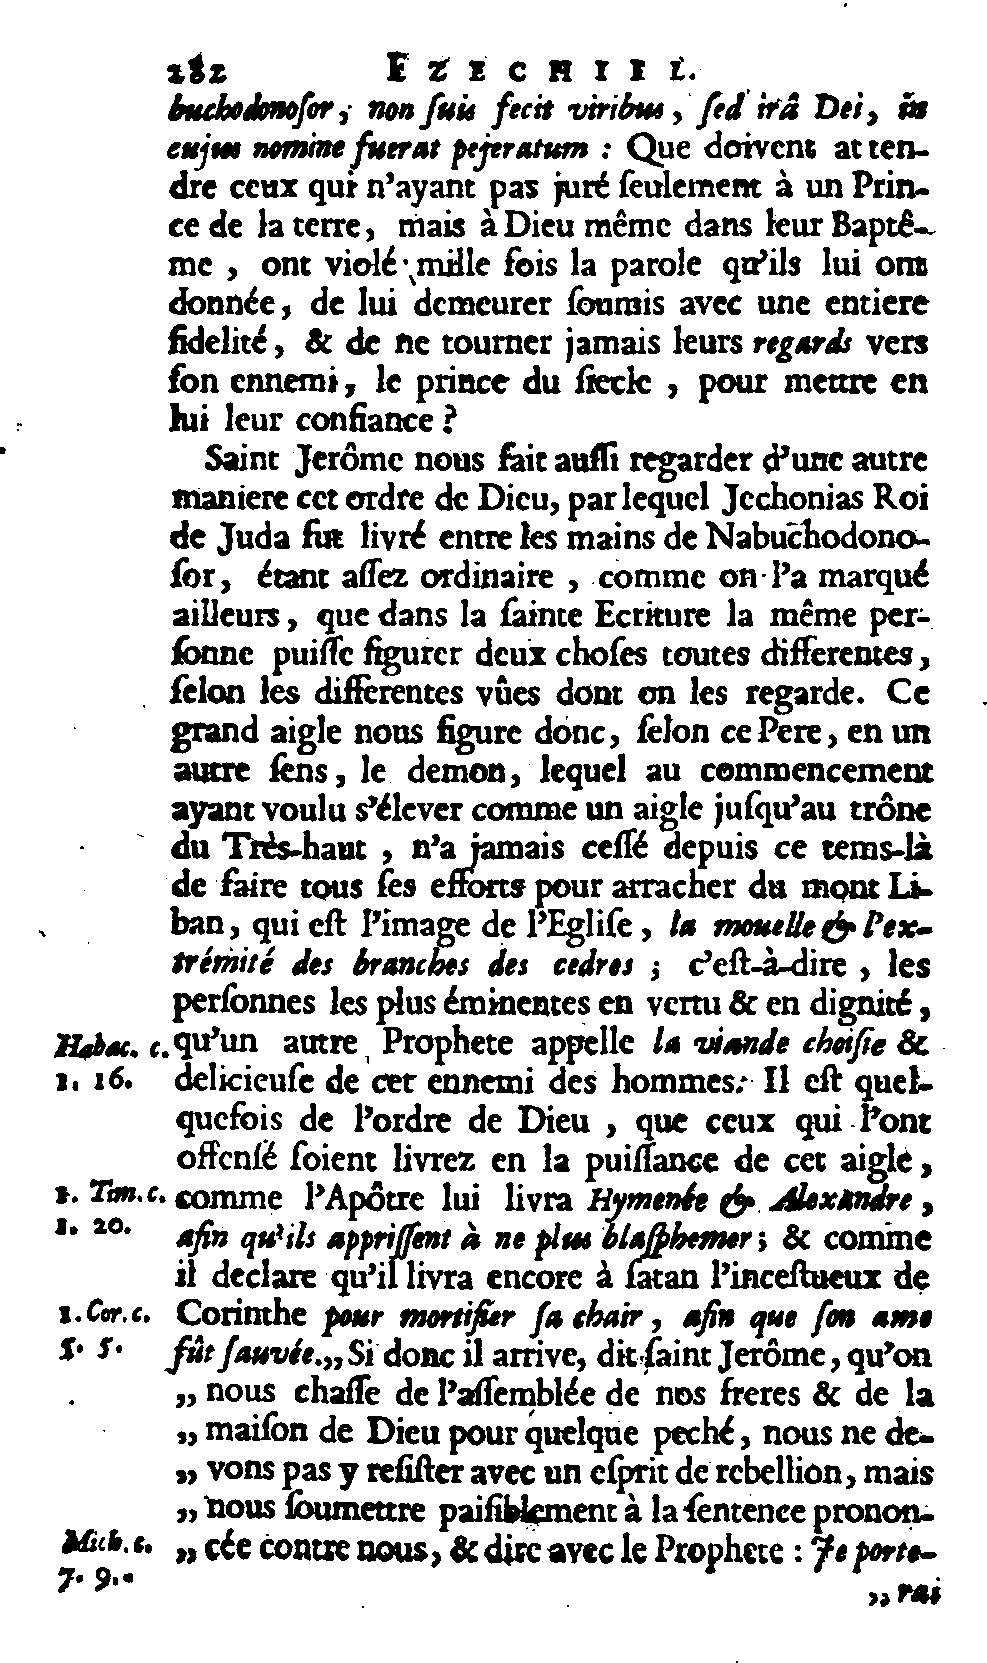 282 EZECHIEL.
buchodonosor, non suis fecit viribus, sed irâ Dei, in
cujus nomine fuerat pejeratum : Que doivent atten-
dre ceux qui n'ayant pas juré ſeulement à un Prin-
ce de la terre, mais à Dieu même dans leur Baptê-
me, ont violé mille fois la parole qu'ils lui ont
donnée, de lui demeurer ſoumis avec une entiere
fidelité, & de ne tourner jamais leurs regards vers
ſon ennemi, le prince du ſiecle, pour mettre en
lui leur confiance ?
Saint Jerôme nous fait auſſi regarder d'une autre
maniere cet ordre de Dieu, par lequel Jechonias Roi
de Juda fut livré entre les mains de Nabuchodono-
ſor, étant aſſez ordinaire, comme on l'a marqué
ailleurs, que dans la ſainte Ecriture la même per-
ſonne puiſſe figurer deux choſes toutes differentes,
ſelon les differentes vûes dont on les regarde. Ce
grand aigle nous figure donc, ſelon ce Pere, en un
autre ſens, le demon, lequel au commencement
ayant voulu s'élever comme un aigle juſqu'au trône
du Très-haut, n'a jamais ceſſé depuis ce tems-là
de faire tous ſes efforts pour arracher du mont Li-
ban, qui eſt l'image de l'Egliſe, la mouelle & l'ex-
trémité des branches des cedres ; c'eſt-à-dire, les
perſonnes les plus éminentes en vertu & en dignité,
Habac. c. qu'un autre Prophete appelle la viande choiſie &
1. 16. delicieuſe de cet ennemi des hommes. Il eſt quel-
quefois de l'ordre de Dieu, que ceux qui l'ont
offenſé ſoient livrez en la puiſſance de cet aigle,
1. Tim. c. comme l'Apôtre lui livra Hymenée & Alexandre,
1. 20. afin qu'ils appriſſent à ne plus blaſphemer ; & comme
il declare qu'il livra encore à ſatan l'inceſtueux de
1. Cor. c. Corinthe pour mortifier ſa chair, afin que ſon ame
5. 5. fût ſauvée. „ Si donc il arrive, dit ſaint Jerôme, qu'on
„ nous chaſſe de l'aſſemblée de nos freres & de la
„ maiſon de Dieu pour quelque peché, nous ne de-
„ vons pas y reſiſter avec un eſprit de rebellion, mais
„ nous ſoumettre paiſiblement à la ſentence pronon-
Mich. c. „ cée contre nous, & dire avec le Prophete : Je porte-
7. 9. „ rai